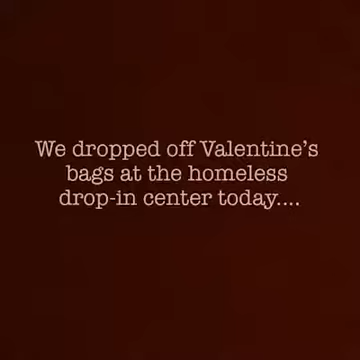 We dropped off Valentine's
bags at the homeless
drop-in center today....